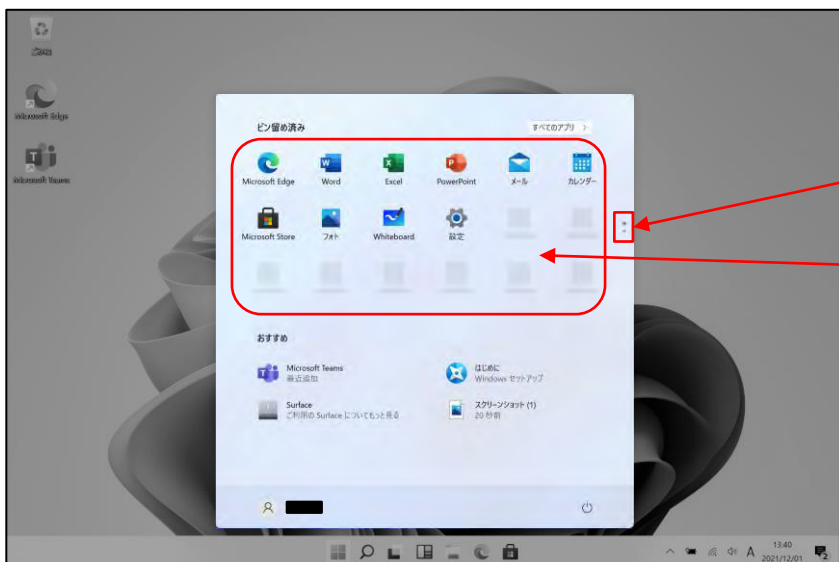 ごみ箱
Microsoft Edge
Microsoft Teams
ピン留め済み
すべてのアプリ >
Microsoft Edge
Word
Excel
PowerPoint
メール
カレンダー
Microsoft Store
フォト
Whiteboard
設定
おすすめ
Microsoft Teams
最近追加
はじめに
Windows セットアップ
Surface
ご利用の Surface についてもっと見る
スクリーンショット (1)
20 秒前
A
13:40
2021/12/01
2